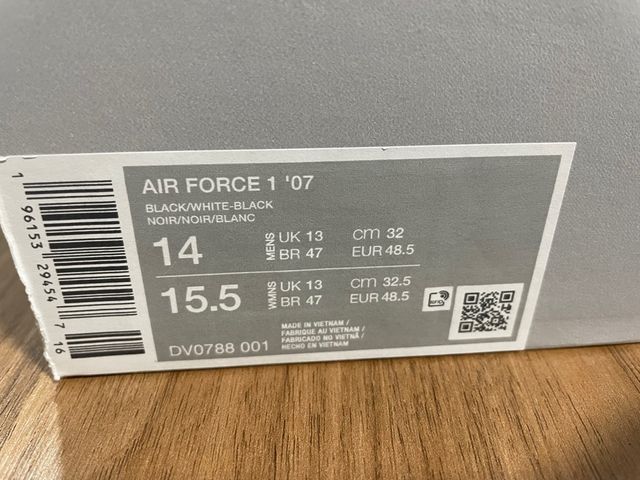 AIR FORCE 1 '07
BLACK/WHITE-BLACK
NOIR/NOIR/BLANC
14 MENS UK 13 cm 32
BR 47 EUR 48.5
15.5 WMNS UK 13 cm 32.5
BR 47 EUR 48.5
MADE IN VIETNAM /
FABRIQUE AU VIETNAM /
FABRICADO NO VIETNÃ /
HECHO EN VIETNAM
DV0788 001
RFID
1 96153 29454 7 16